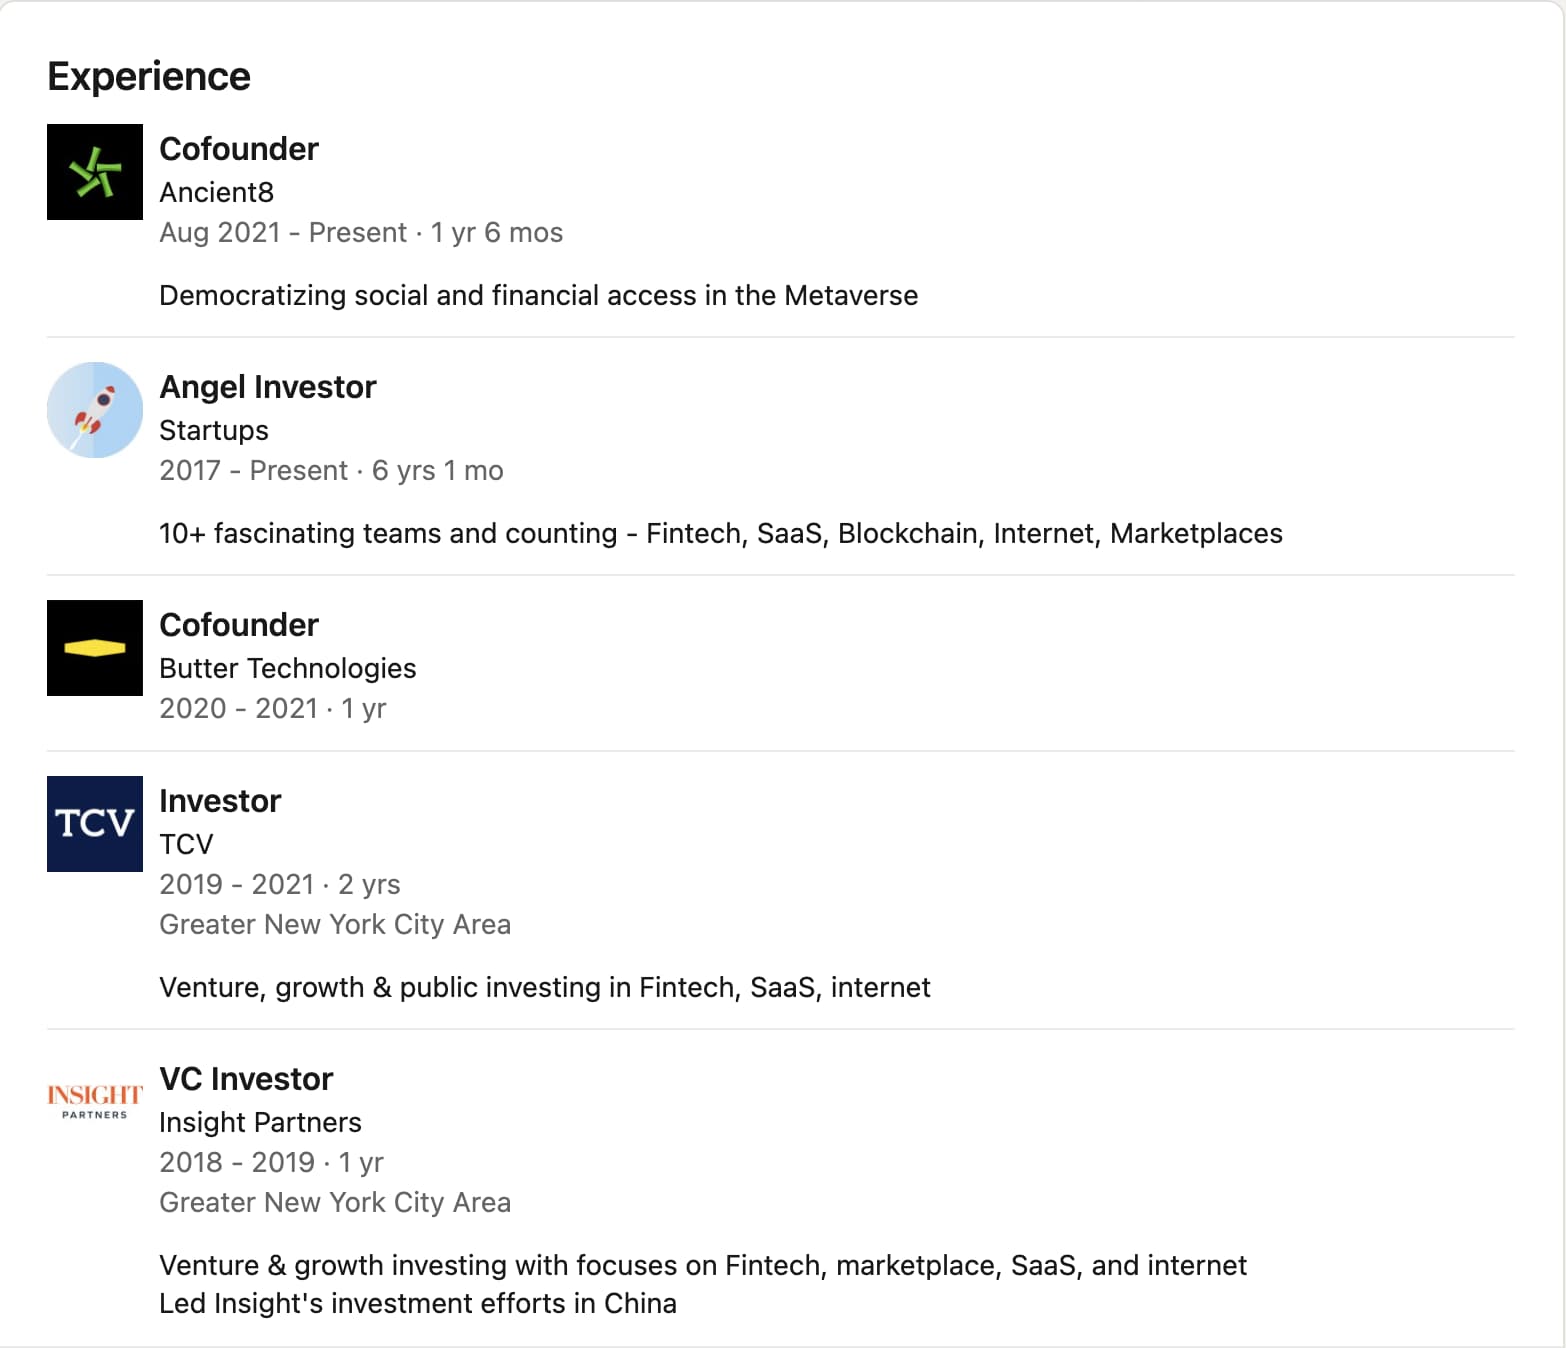 Experience
Cofounder
Ancient8
Aug 2021 - Present · 1 yr 6 mos
Democratizing social and financial access in the Metaverse
Angel Investor
Startups
2017 - Present · 6 yrs 1 mo
10+ fascinating teams and counting - Fintech, SaaS, Blockchain, Internet, Marketplaces
Cofounder
Butter Technologies
2020 - 2021 · 1 yr
TCV
Investor
TCV
2019 - 2021 · 2 yrs
Greater New York City Area
Venture, growth & public investing in Fintech, SaaS, internet
INSIGHT
PARTNERS
VC Investor
Insight Partners
2018 - 2019 · 1 yr
Greater New York City Area
Venture & growth investing with focuses on Fintech, marketplace, SaaS, and internet
Led Insight's investment efforts in China